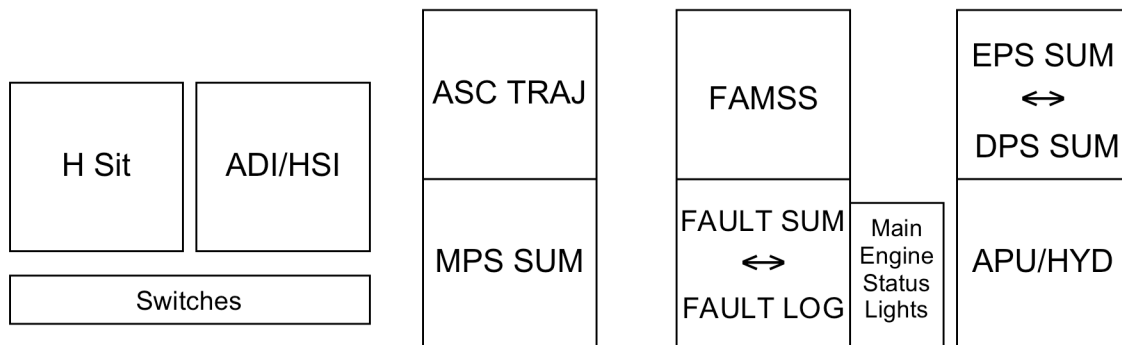 H Sit
ADI/HSI
Switches
ASC TRAJ
MPS SUM
FAMSS
FAULT SUM
↔
FAULT LOG
Main
Engine
Status
Lights
EPS SUM
↔
DPS SUM
APU/HYD